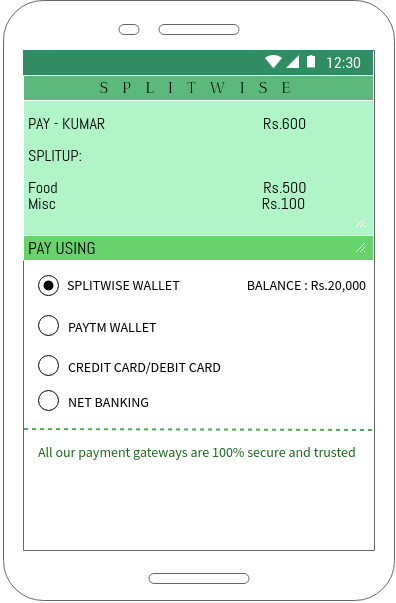 12:30
S P L I T W I S E
PAY - KUMAR Rs.600
SPLITUP:
Food Rs.500
Misc Rs.100
PAY USING
SPLITWISE WALLET BALANCE : Rs.20,000
PAYTM WALLET
CREDIT CARD/DEBIT CARD
NET BANKING
All our payment gateways are 100% secure and trusted